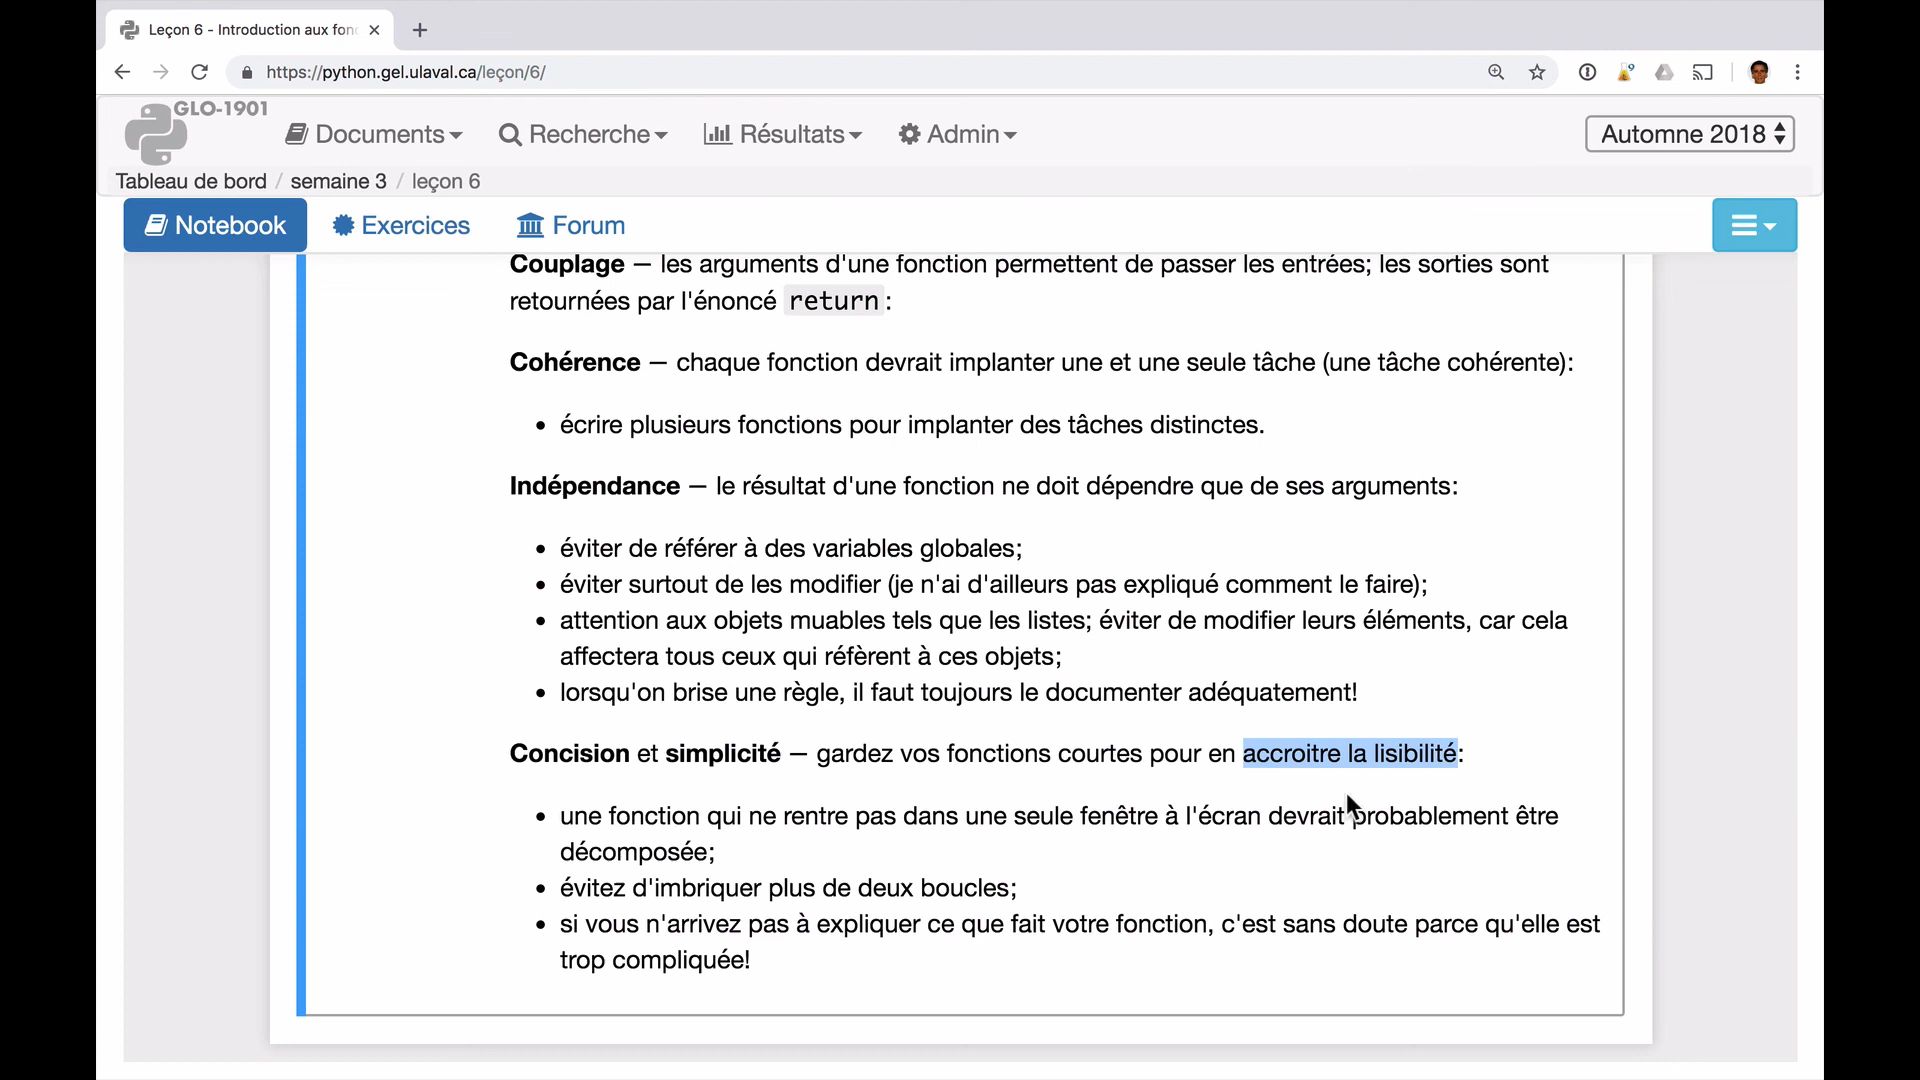 Leçon 6 - Introduction aux fon
https://python.gel.ulaval.ca/leçon/6/
GLO-1901
Documents Recherche Résultats Admin Automne 2018
Tableau de bord / semaine 3 / leçon 6
Notebook Exercices Forum
Couplage — les arguments d'une fonction permettent de passer les entrées; les sorties sont
retournées par l'énoncé return:
Cohérence — chaque fonction devrait implanter une et une seule tâche (une tâche cohérente):
• écrire plusieurs fonctions pour implanter des tâches distinctes.
Indépendance — le résultat d'une fonction ne doit dépendre que de ses arguments:
• éviter de référer à des variables globales;
• éviter surtout de les modifier (je n'ai d'ailleurs pas expliqué comment le faire);
• attention aux objets muables tels que les listes; éviter de modifier leurs éléments, car cela
affectera tous ceux qui réfèrent à ces objets;
• lorsqu'on brise une règle, il faut toujours le documenter adéquatement!
Concision et simplicité — gardez vos fonctions courtes pour en accroitre la lisibilité:
• une fonction qui ne rentre pas dans une seule fenêtre à l'écran devrait probablement être
décomposée;
• évitez d'imbriquer plus de deux boucles;
• si vous n'arrivez pas à expliquer ce que fait votre fonction, c'est sans doute parce qu'elle est
trop compliquée!